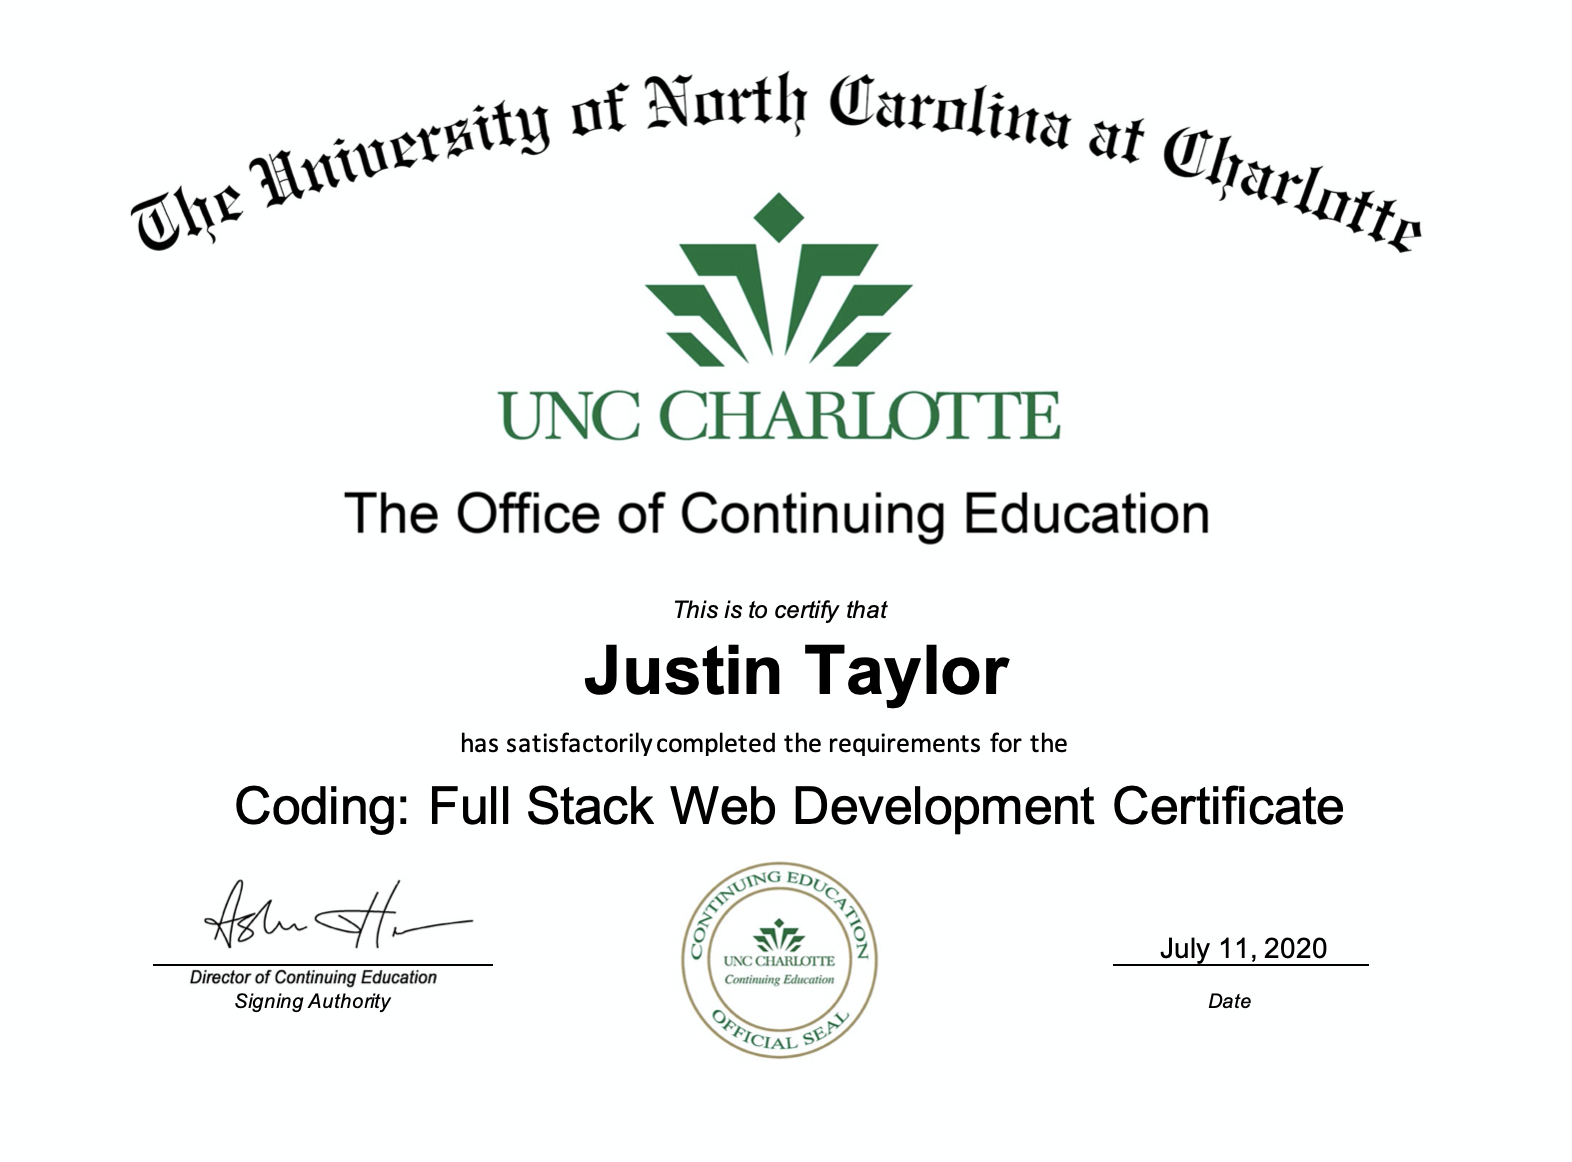 The University of North Carolina at Charlotte
UNC CHARLOTTE
The Office of Continuing Education
This is to certify that
Justin Taylor
has satisfactorily completed the requirements for the
Coding: Full Stack Web Development Certificate
Director of Continuing Education
Signing Authority
CONTINUING EDUCATION
UNC CHARLOTTE
Continuing Education
OFFICIAL SEAL
July 11, 2020
Date